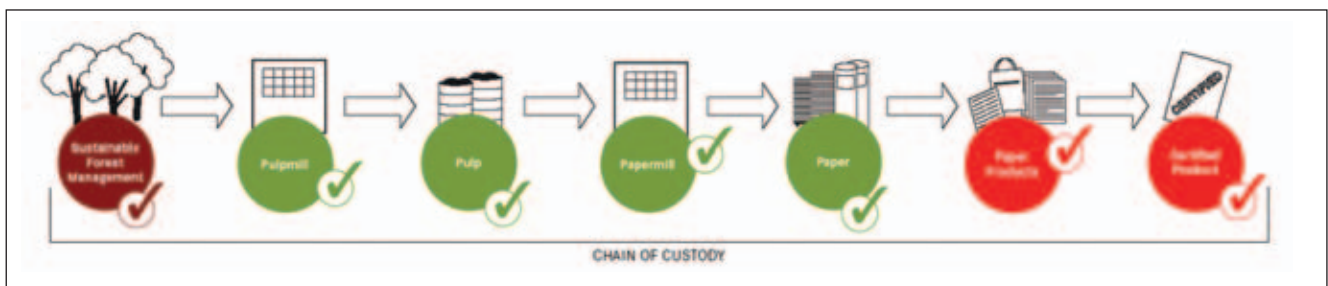 CERTIFIED
Sustainable
Forest
Management
Pulpmill
Pulp
Papermill
Paper
Paper
Products
Certified
Product
CHAIN OF CUSTODY